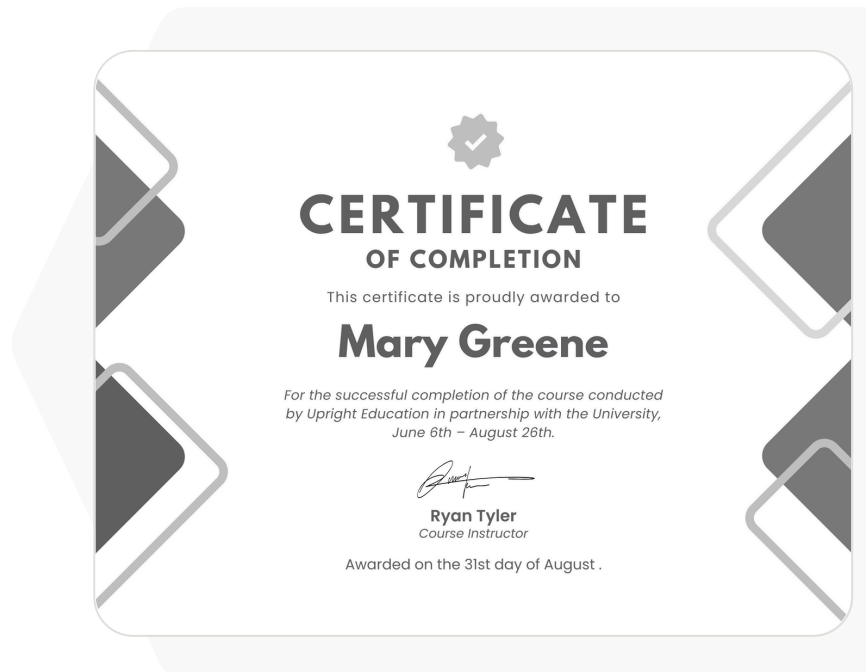 CERTIFICATE
OF COMPLETION
This certificate is proudly awarded to
Mary Greene
For the successful completion of the course conducted
by Upright Education in partnership with the University,
June 6th – August 26th.
Ryan Tyler
Course Instructor
Awarded on the 31st day of August .